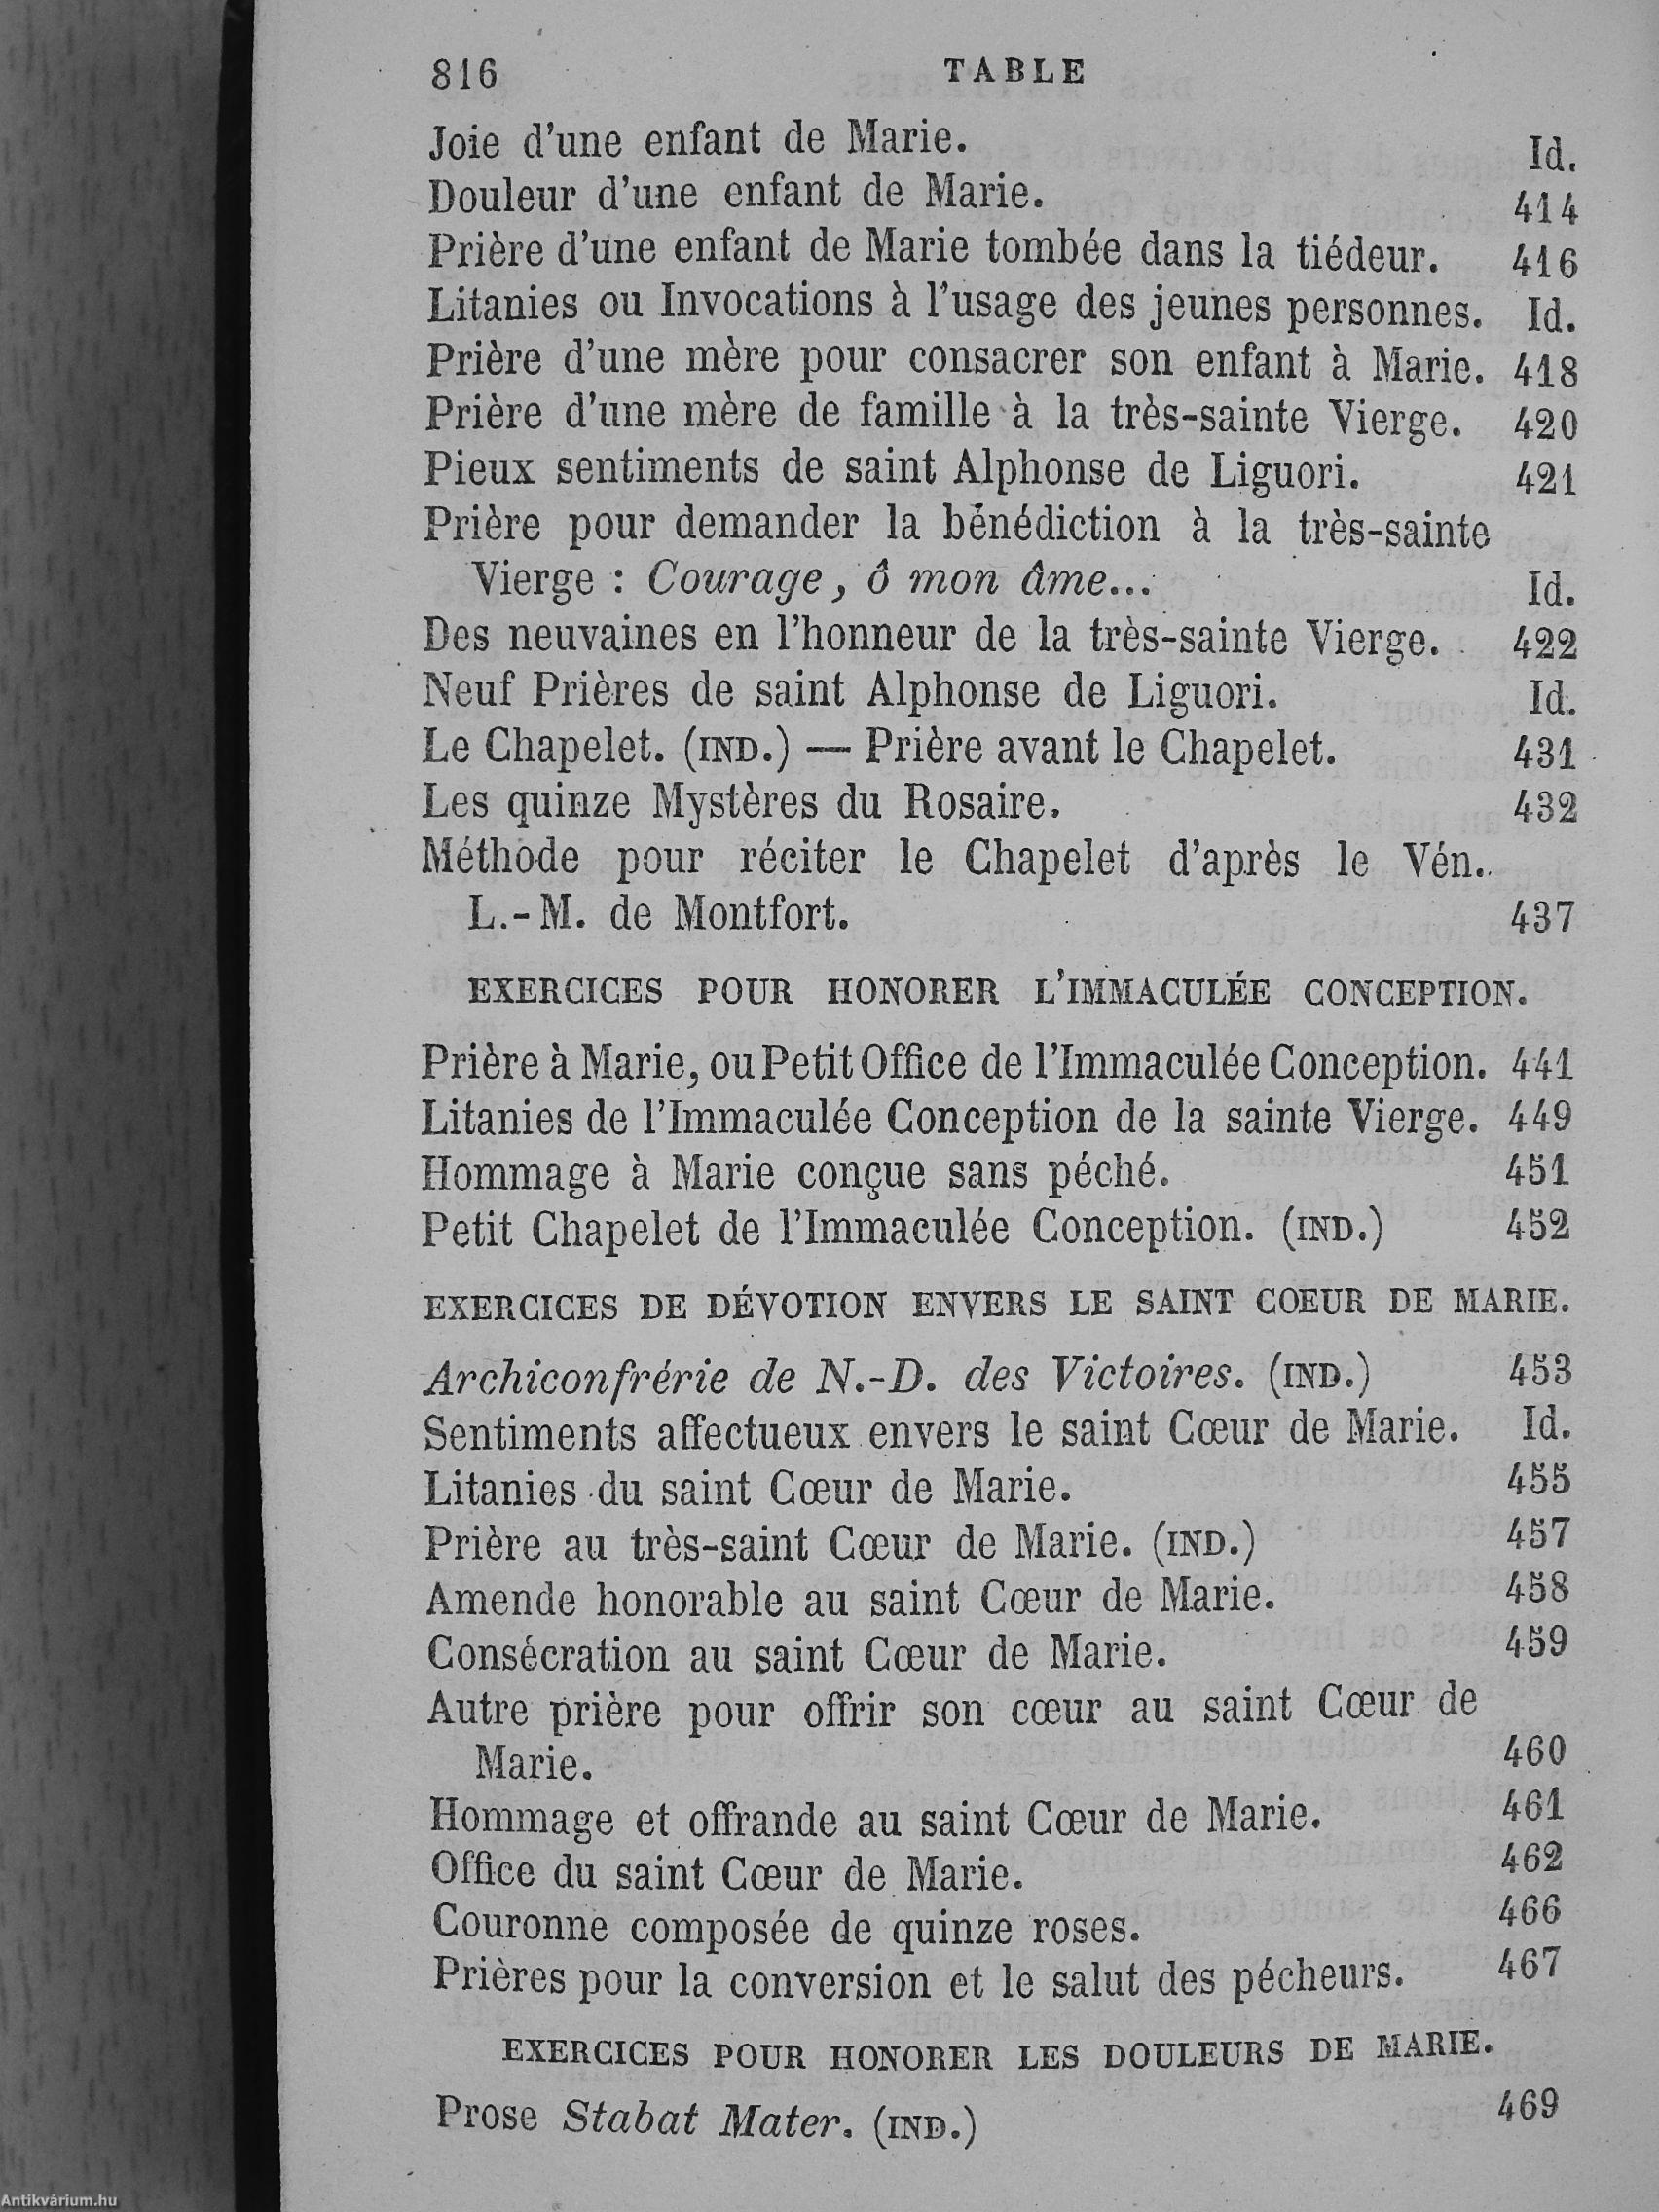 816 TABLE
Joie d'une enfant de Marie. Id.
Douleur d'une enfant de Marie. 414
Prière d'une enfant de Marie tombée dans la tiédeur. 416
Litanies ou Invocations à l'usage des jeunes personnes. Id.
Prière d'une mère pour consacrer son enfant à Marie. 418
Prière d'une mère de famille à la très-sainte Vierge. 420
Pieux sentiments de saint Alphonse de Liguori. 421
Prière pour demander la bénédiction à la très-sainte
Vierge : Courage, ô mon âme... Id.
Des neuvaines en l'honneur de la très-sainte Vierge. 422
Neuf Prières de saint Alphonse de Liguori. Id.
Le Chapelet. (IND.) — Prière avant le Chapelet. 431
Les quinze Mystères du Rosaire. 432
Méthode pour réciter le Chapelet d'après le Vén.
L.-M. de Montfort. 437
EXERCICES POUR HONORER L'IMMACULÉE CONCEPTION.
Prière à Marie, ou Petit Office de l'Immaculée Conception. 441
Litanies de l'Immaculée Conception de la sainte Vierge. 449
Hommage à Marie conçue sans péché. 451
Petit Chapelet de l'Immaculée Conception. (IND.) 452
EXERCICES DE DÉVOTION ENVERS LE SAINT COEUR DE MARIE.
Archiconfrérie de N.-D. des Victoires. (IND.) 453
Sentiments affectueux envers le saint Cœur de Marie. Id.
Litanies du saint Cœur de Marie. 455
Prière au très-saint Cœur de Marie. (IND.) 457
Amende honorable au saint Cœur de Marie. 458
Consécration au saint Cœur de Marie. 459
Autre prière pour offrir son cœur au saint Cœur de
Marie. 460
Hommage et offrande au saint Cœur de Marie. 461
Office du saint Cœur de Marie. 462
Couronne composée de quinze roses. 466
Prières pour la conversion et le salut des pécheurs. 467
EXERCICES POUR HONORER LES DOULEURS DE MARIE.
Prose Stabat Mater. (IND.) 469
Antikvárium.hu